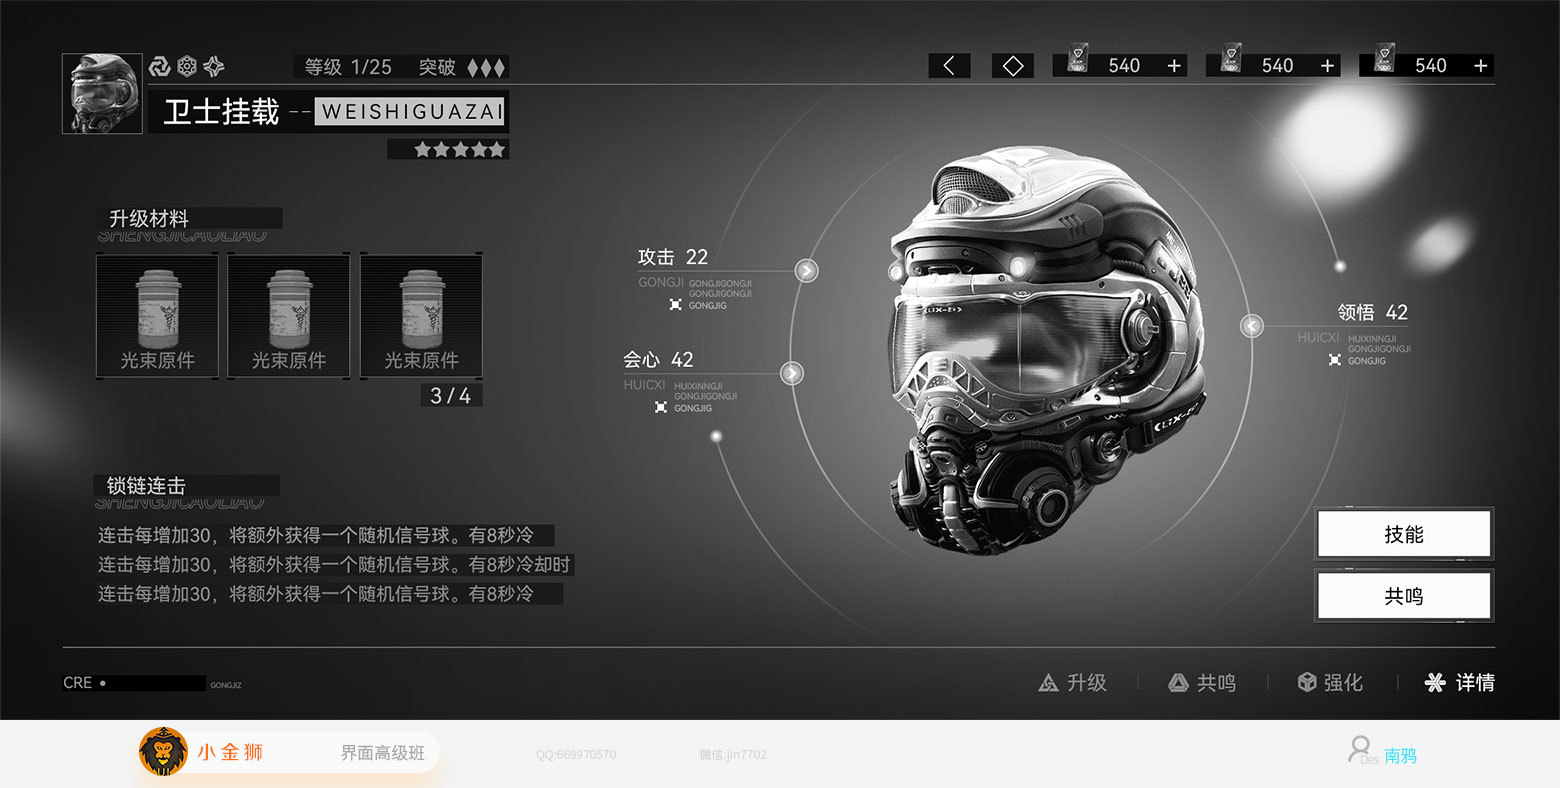 等级 1/25 突破
540 +
540 +
540 +
卫士挂载 -- WEISHIGUAZAI
升级材料
SHENGJICAOLIAO
光束原件
光束原件
光束原件
3/4
攻击 22
GONGJI GONGJIGONGJI
GONGJIGONGJI
GONGJIG
会心 42
HUICXI HUIXINNGJI
GONGJIGONGJI
GONGJIG
领悟 42
HUICXI HUIXINNGJI
GONGJIGONGJI
GONGJIG
锁链连击
SHENGJICAOLIAO
连击每增加30，将额外获得一个随机信号球。有8秒冷
连击每增加30，将额外获得一个随机信号球。有8秒冷却时
连击每增加30，将额外获得一个随机信号球。有8秒冷
技能
共鸣
CRE GONGJIZ
升级
共鸣
强化
详情
小金狮 界面高级班 QQ:669970570 微信:jin7702 Des 南鸦